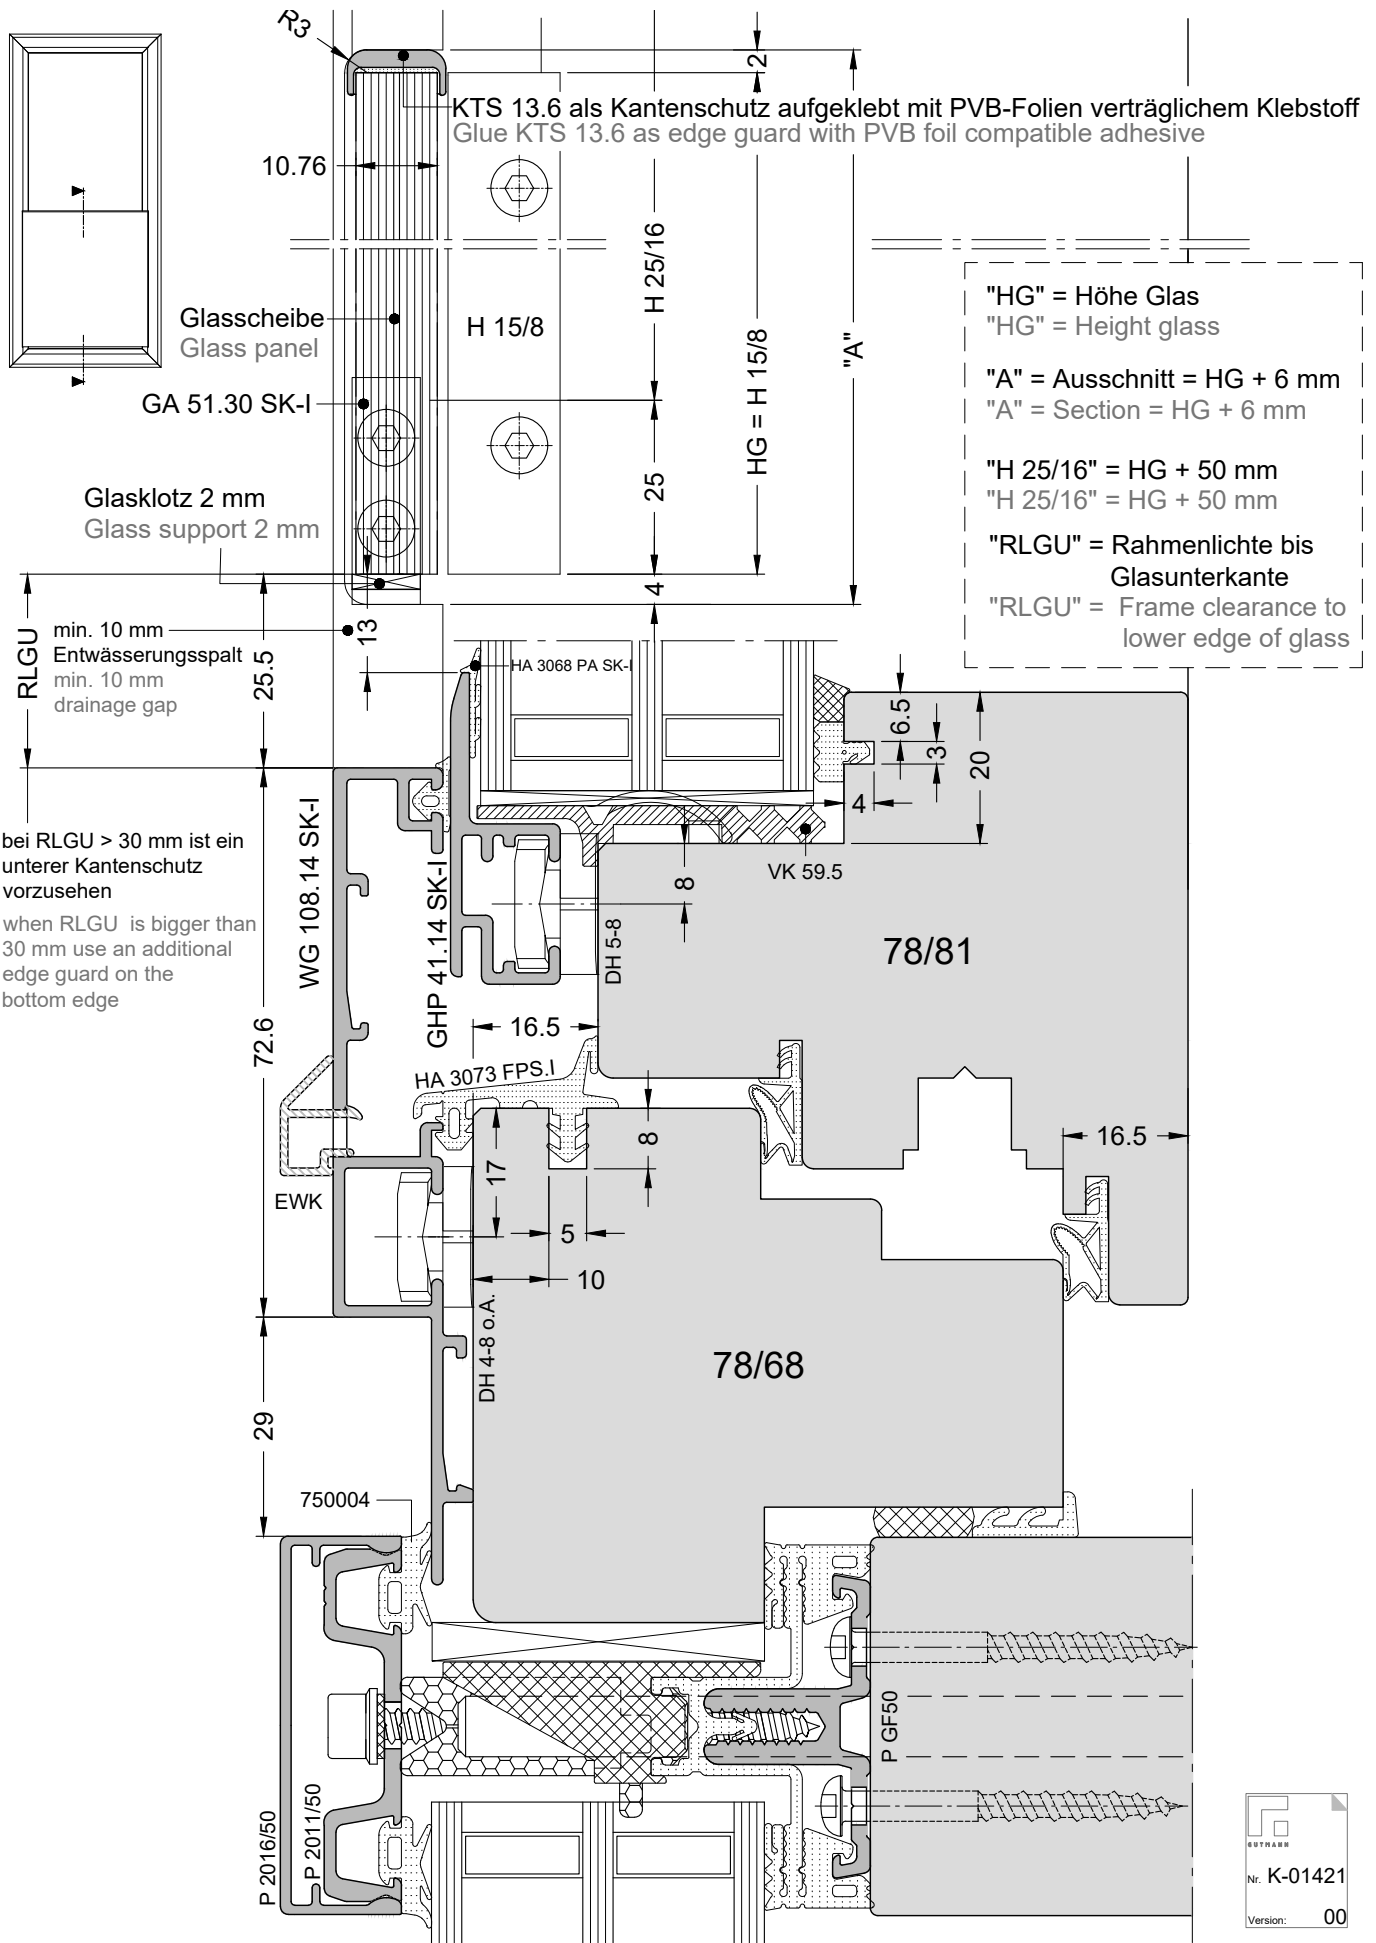 R3
2
KTS 13.6 als Kantenschutz aufgeklebt mit PVB-Folien verträglichem Klebstoff
Glue KTS 13.6 as edge guard with PVB foil compatible adhesive
10.76
H 25/16
HG = H 15/8
"A"
Glasscheibe
Glass panel
H 15/8
GA 51.30 SK-I
25
Glasklotz 2 mm
Glass support 2 mm
4
"HG" = Höhe Glas
"HG" = Height glass
"A" = Ausschnitt = HG + 6 mm
"A" = Section = HG + 6 mm
"H 25/16" = HG + 50 mm
"H 25/16" = HG + 50 mm
"RLGU" = Rahmenlichte bis
Glasunterkante
"RLGU" = Frame clearance to
lower edge of glass
RLGU
min. 10 mm
Entwässerungsspalt
min. 10 mm
drainage gap
25.5
13
HA 3068 PA SK-I
6.5
3
20
4
bei RLGU > 30 mm ist ein
unterer Kantenschutz
vorzusehen
when RLGU is bigger than
30 mm use an additional
edge guard on the
bottom edge
WG 108.14 SK-I
GHP 41.14 SK-I
VK 59.5
8
DH 5-8
78/81
72.6
16.5
HA 3073 FPS.I
8
17
16.5
EWK
5
10
DH 4-8 o.A.
78/68
29
750004
P GF50
P 2016/50
P 2011/50
GUTMANN
Nr. K-01421
Version: 00